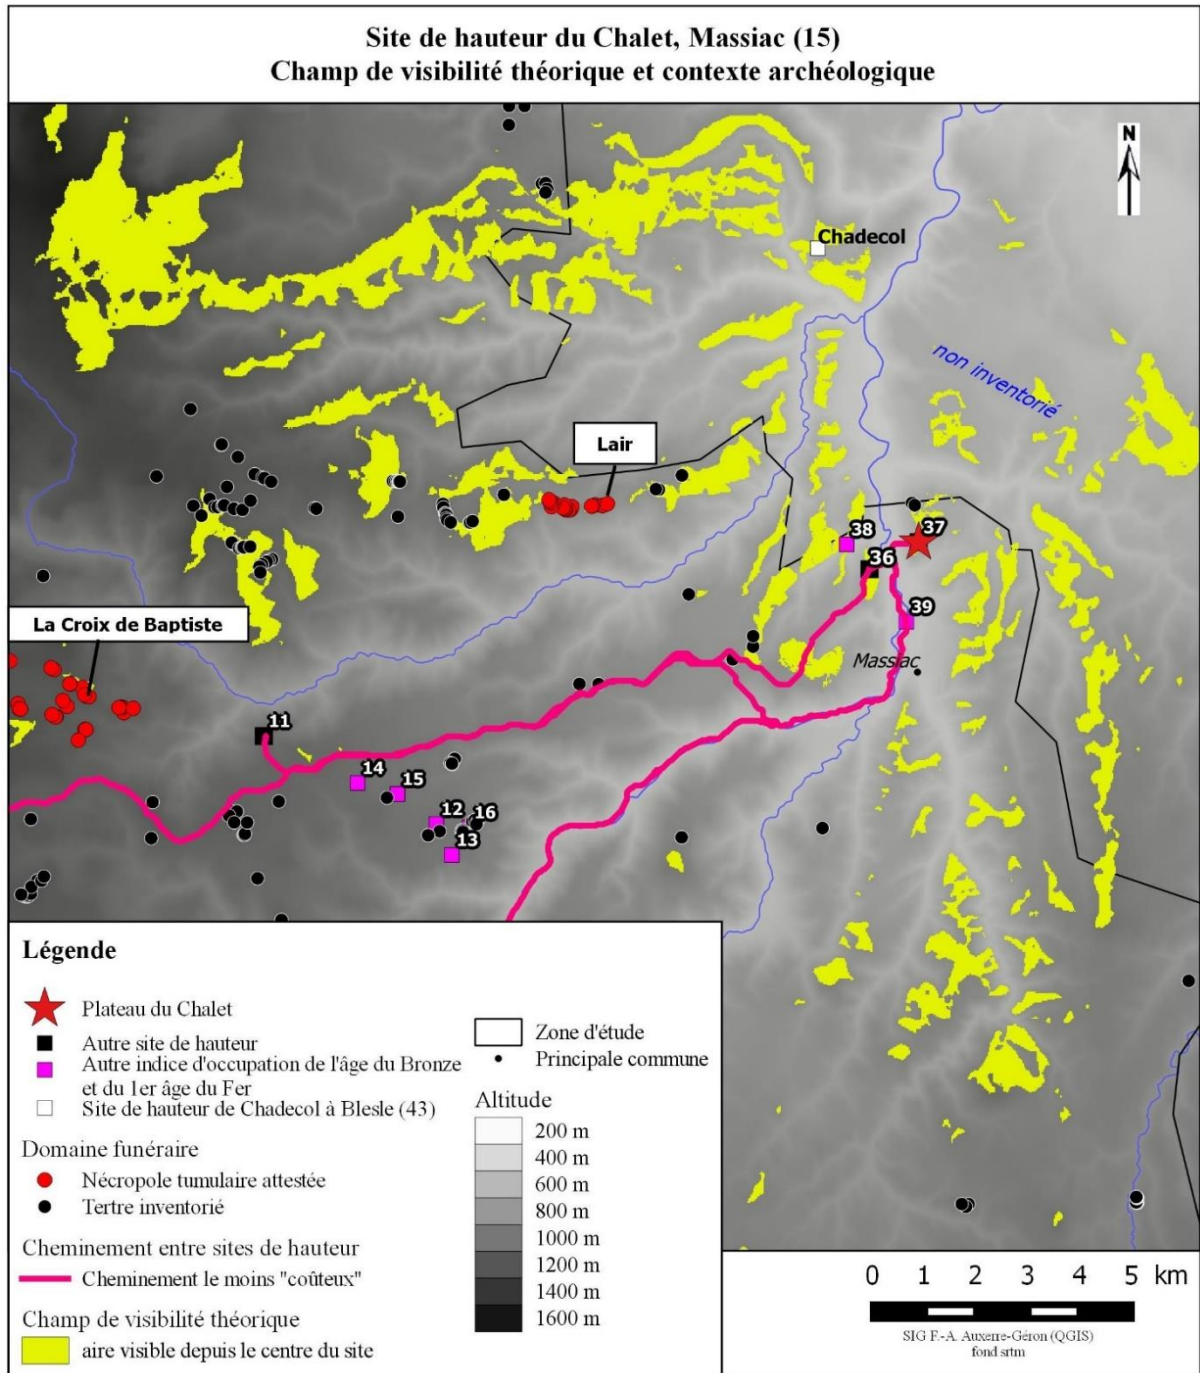 Site de hauteur du Chalet, Massiac (15)
Champ de visibilité théorique et contexte archéologique
N
Chadecol
non inventorié
Lair
38
37
36
La Croix de Baptiste
39
Massiac
11
14
15
12
16
13
Légende
Plateau du Chalet
Autre site de hauteur
Autre indice d'occupation de l'âge du Bronze
et du 1er âge du Fer
Site de hauteur de Chadecol à Blesle (43)
Domaine funéraire
Nécropole tumulaire attestée
Tertre inventorié
Cheminement entre sites de hauteur
Cheminement le moins "coûteux"
Champ de visibilité théorique
aire visible depuis le centre du site
Zone d'étude
Principale commune
Altitude
200 m
400 m
600 m
800 m
1000 m
1200 m
1400 m
1600 m
0 1 2 3 4 5 km
SIG F.-A. Auxerre-Géron (QGIS)
fond srtm